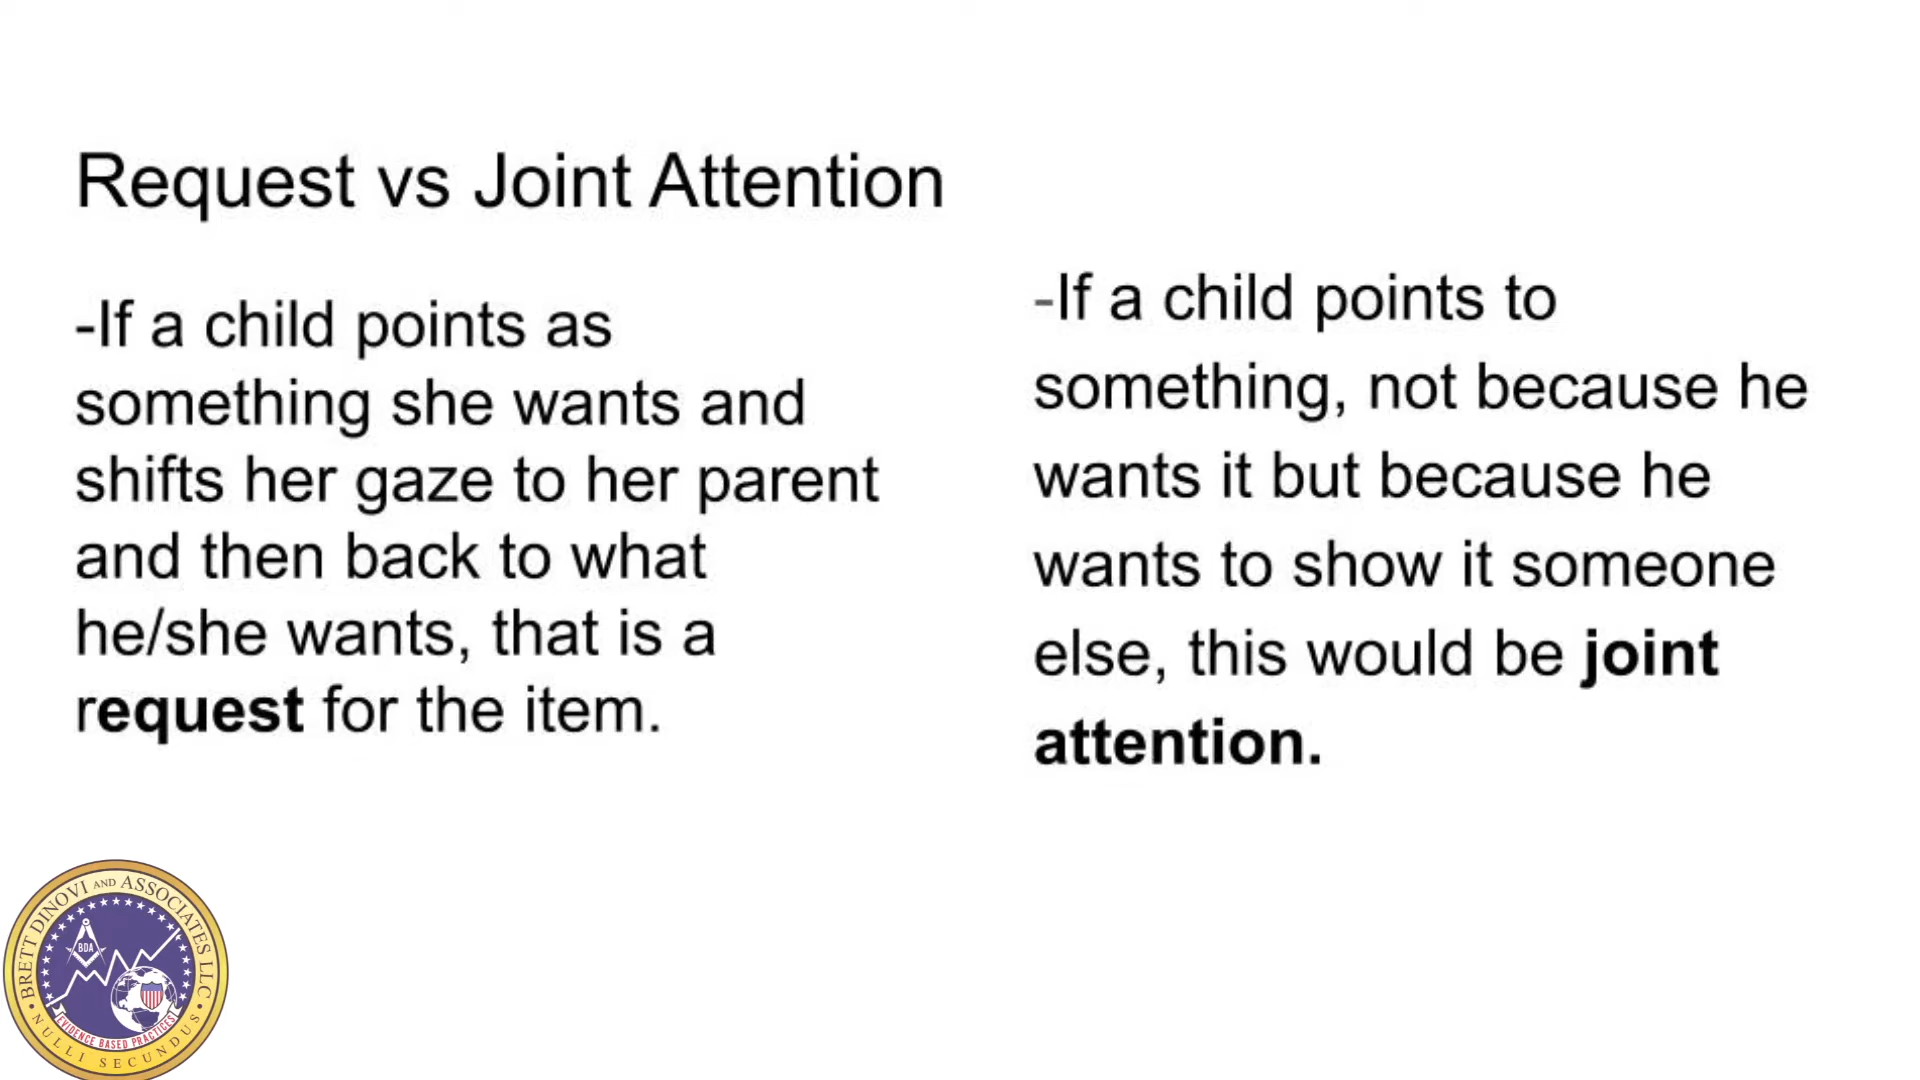 Request vs Joint Attention
-If a child points as
something she wants and
shifts her gaze to her parent
and then back to what
he/she wants, that is a
request for the item.
-If a child points to
something, not because he
wants it but because he
wants to show it someone
else, this would be joint
attention.
BRETT DINOVI AND ASSOCIATES LLC
BDA
EVIDENCE BASED PRACTICES
NULLI SECUNDUS